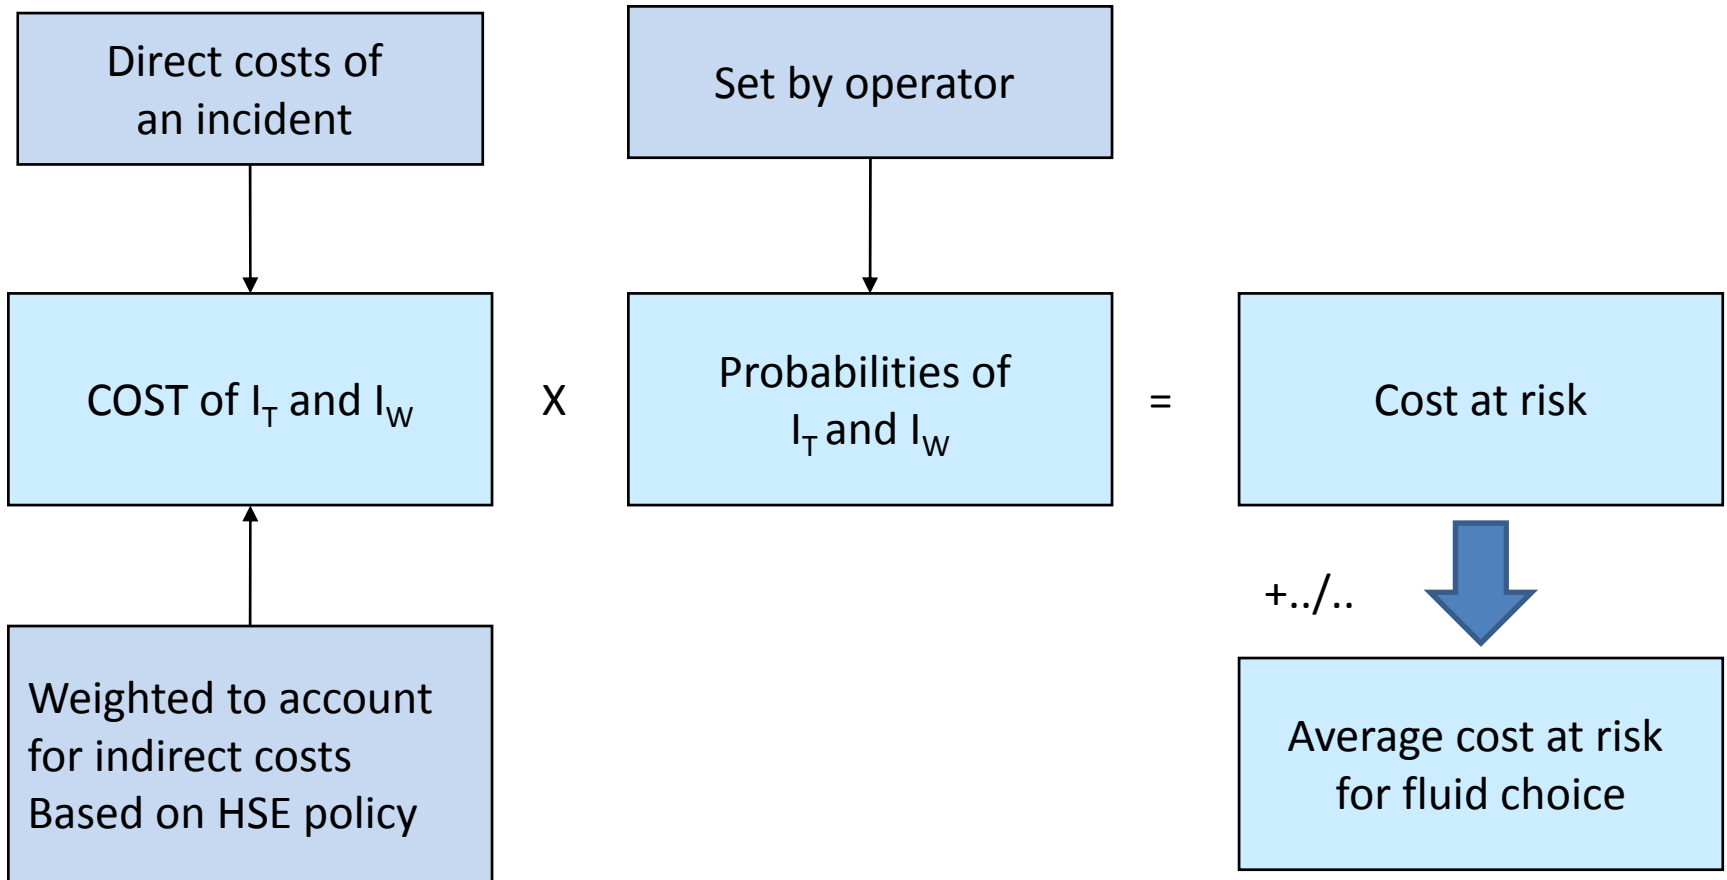 Direct costs of
an incident
Set by operator
COST of I_T and I_W
X
Probabilities of
I_T and I_W
=
Cost at risk
+../..
Weighted to account
for indirect costs
Based on HSE policy
Average cost at risk
for fluid choice